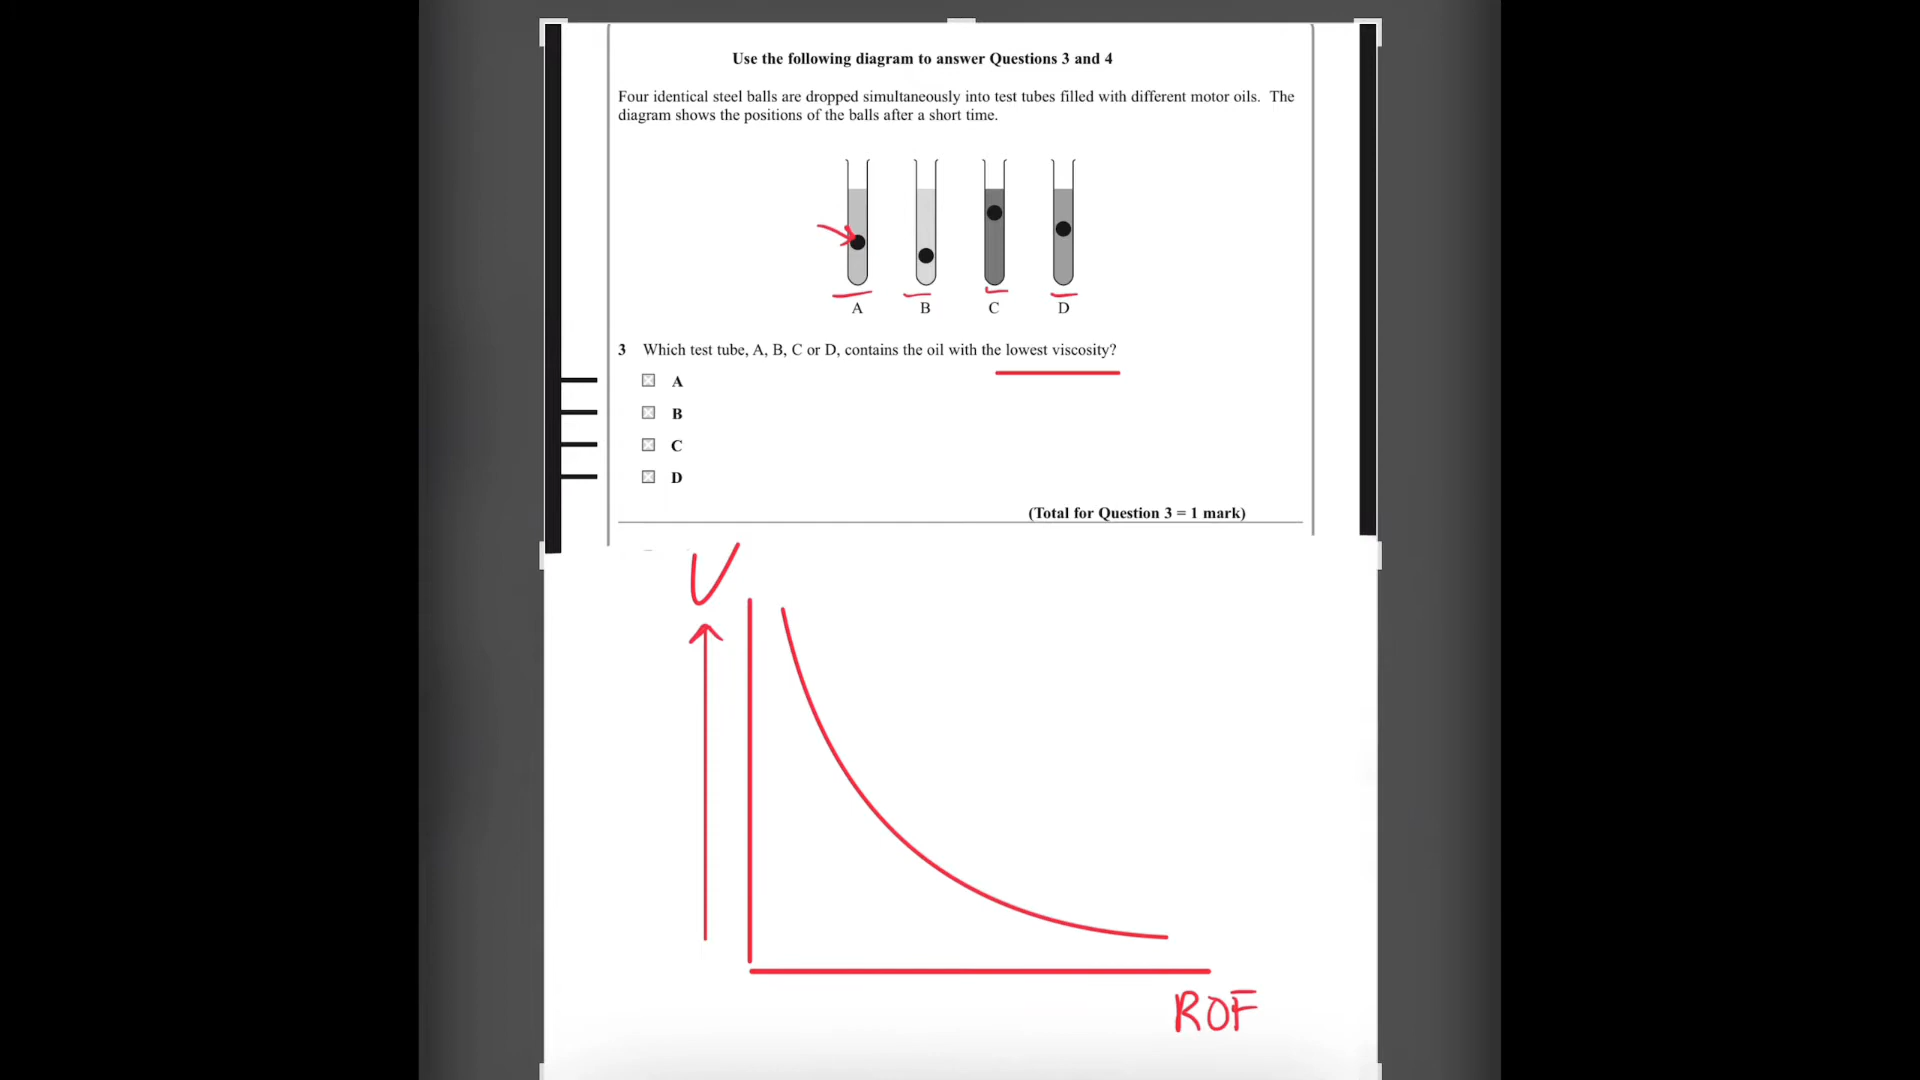 Use the following diagram to answer Questions 3 and 4
Four identical steel balls are dropped simultaneously into test tubes filled with different motor oils. The
diagram shows the positions of the balls after a short time.
A B C D
3 Which test tube, A, B, C or D, contains the oil with the lowest viscosity?
A
B
C
D
(Total for Question 3 = 1 mark)
V
ROF